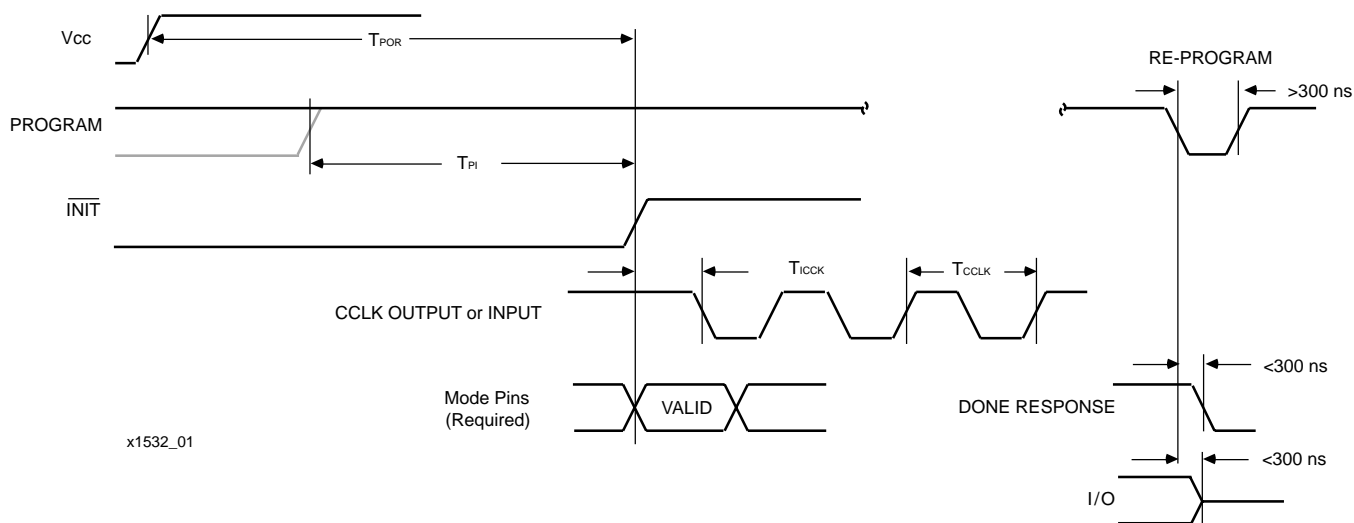 Vcc
TPOR
RE-PROGRAM
>300 ns
PROGRAM
TPI
INIT
TICCK
TCCLK
CCLK OUTPUT or INPUT
<300 ns
Mode Pins
(Required)
VALID
DONE RESPONSE
x1532_01
<300 ns
I/O